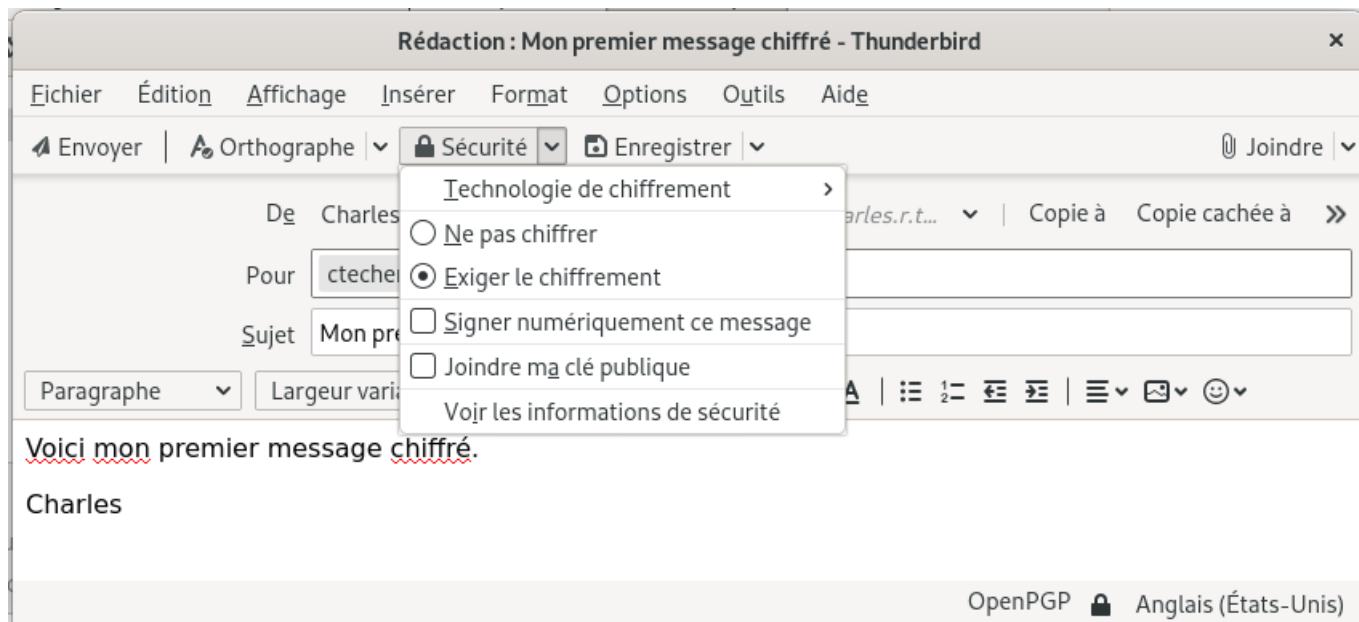 Rédaction : Mon premier message chiffré - Thunderbird
Fichier Édition Affichage Insérer Format Options Outils Aide
Envoyer Orthographe Sécurité Enregistrer Joindre
Technologie de chiffrement
De Charles arles.r.t... Copie à Copie cachée à
Ne pas chiffrer
Pour ctecher
Exiger le chiffrement
Signer numériquement ce message
Sujet Mon pre
Joindre ma clé publique
Paragraphe Largeur varia
Voir les informations de sécurité
Voici mon premier message chiffré.
Charles
OpenPGP Anglais (États-Unis)